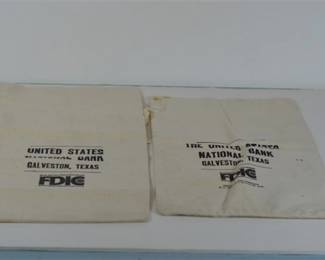 UNITED STATES
NATIONAL BANK
GALVESTON, TEXAS
FDIC
THE UNITED STATES
NATIONAL BANK
GALVESTON, TEXAS
FDIC